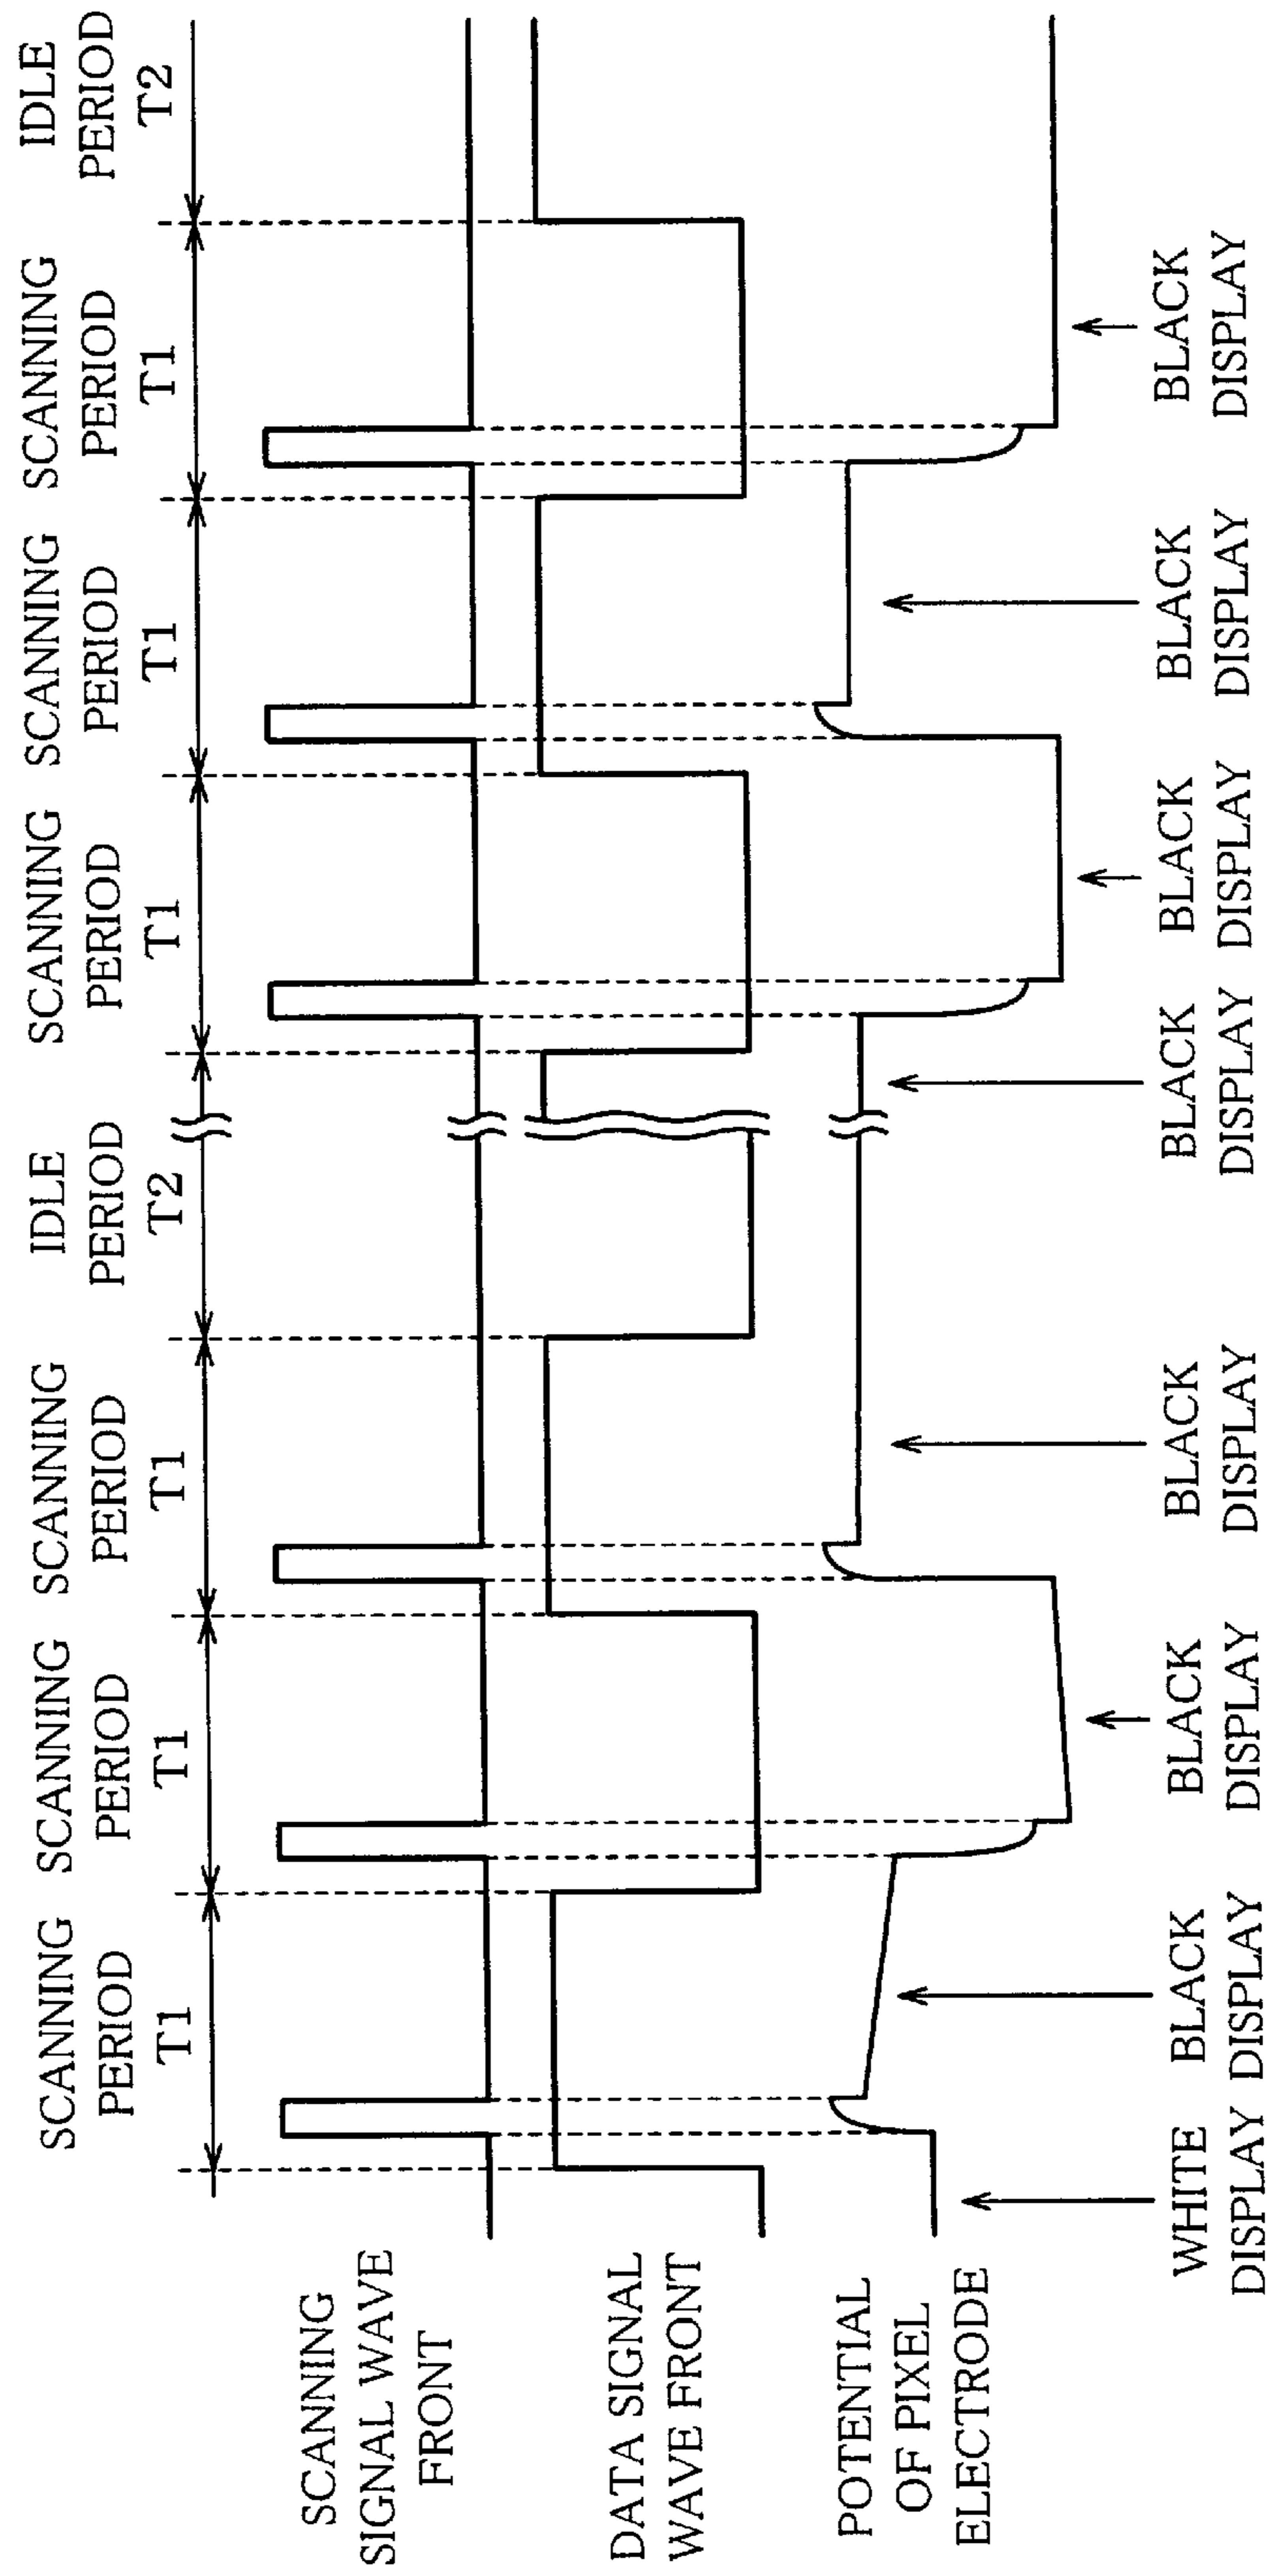 SCANNING
PERIOD
T1
SCANNING
PERIOD
T1
SCANNING
PERIOD
T1
IDLE
PERIOD
T2
SCANNING
PERIOD
T1
SCANNING
PERIOD
T1
SCANNING
PERIOD
T1
IDLE
PERIOD
T2
SCANNING
SIGNAL WAVE
FRONT
DATA SIGNAL
WAVE FRONT
POTENTIAL
OF PIXEL
ELECTRODE
WHITE
DISPLAY
BLACK
DISPLAY
BLACK
DISPLAY
BLACK
DISPLAY
BLACK
DISPLAY
BLACK
DISPLAY
BLACK
DISPLAY
BLACK
DISPLAY